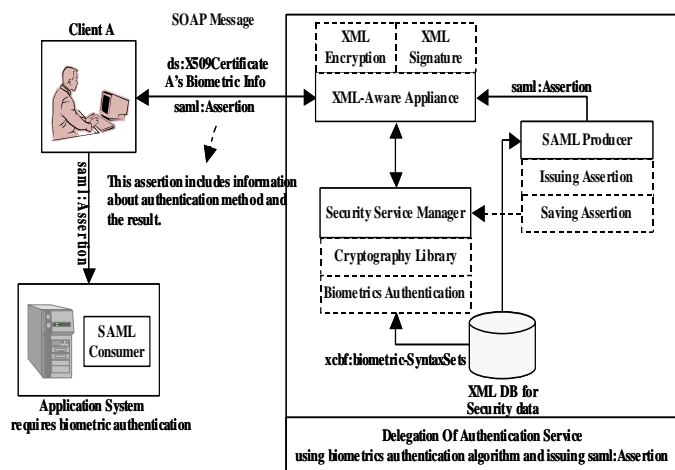 SOAP Message
Client A
ds:X509Certificate
A's Biometric Info
saml:Assertion
This assertion includes information
about authentication method and
the result.
saml:Assertion
SAML
Consumer
Application System
requires biometric authentication
XML
Encryption
XML
Signature
XML-Aware Appliance
saml:Assertion
SAML Producer
Issuing Assertion
Saving Assertion
Security Service Manager
Cryptography Library
Biometrics Authentication
xcbf:biometric-SyntaxSets
XML DB for
Security data
Delegation Of Authentication Service
using biometrics authentication algorithm and issuing saml:Assertion